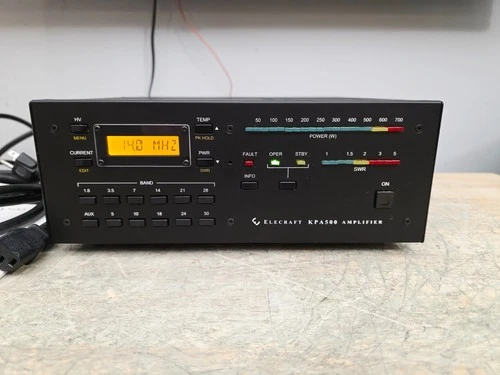 HV
MENU
CURRENT
EDIT
14.0 MHz
TEMP
PK HOLD
PWR
SWR
BAND
1.8 3.5 7 14 21 28
AUX 5 10 18 24 50
50 100 150 200 250 300 400 500 600 700
POWER (W)
FAULT OPER STBY
INFO
1 1.5 2 3 5
SWR
ON
ELECRAFT KPA500 AMPLIFIER